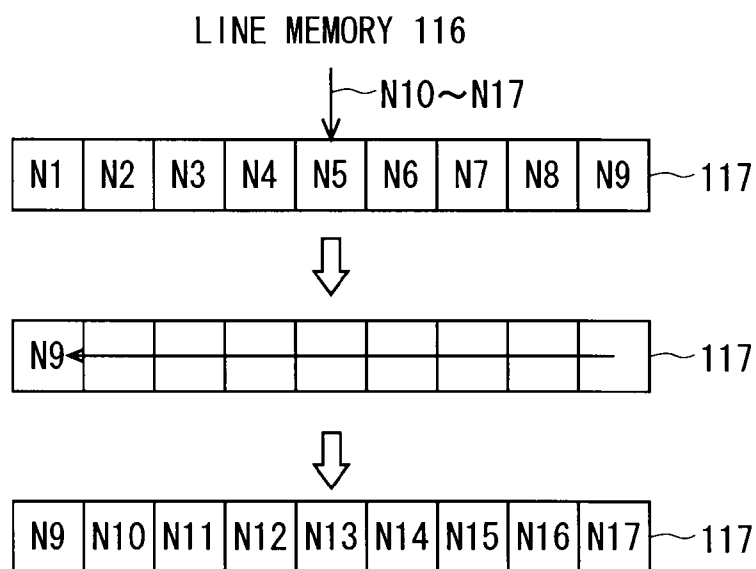 LINE MEMORY 116
N10～N17
N1 N2 N3 N4 N5 N6 N7 N8 N9 117
N9 117
N9 N10 N11 N12 N13 N14 N15 N16 N17 117